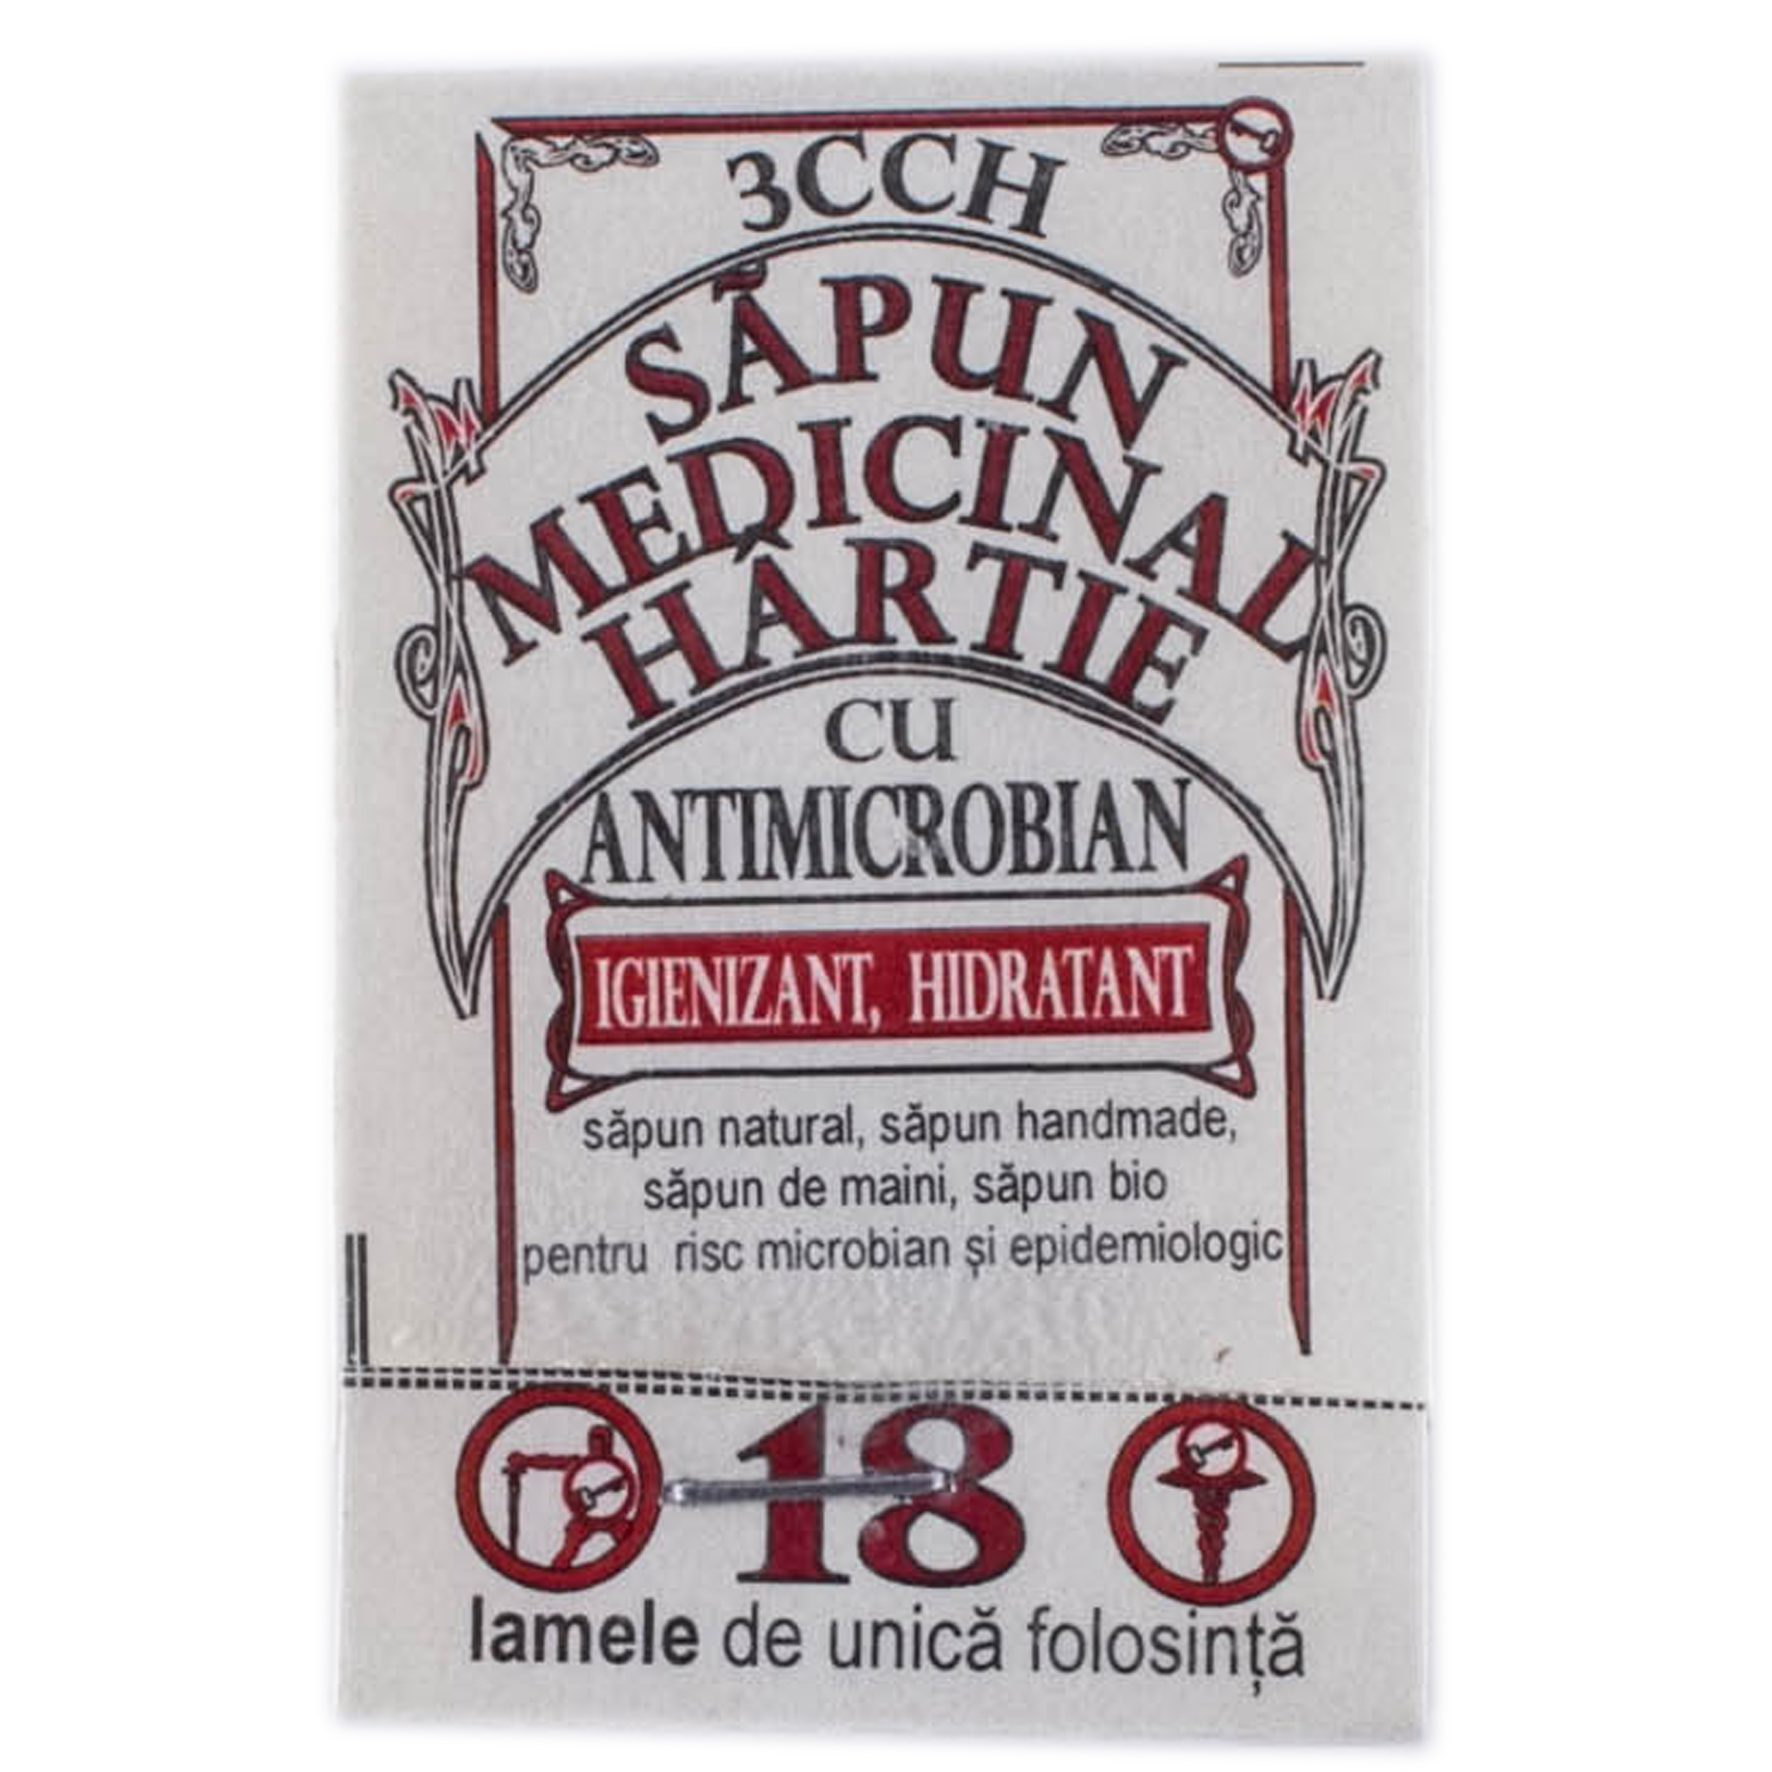 3CCH
SĂPUN
MEDICINAL
HÂRTIE
CU
ANTIMICROBIAN
IGIENIZANT, HIDRATANT
săpun natural, săpun handmade,
săpun de maini, săpun bio
pentru risc microbian și epidemiologic
18
lamele de unică folosință